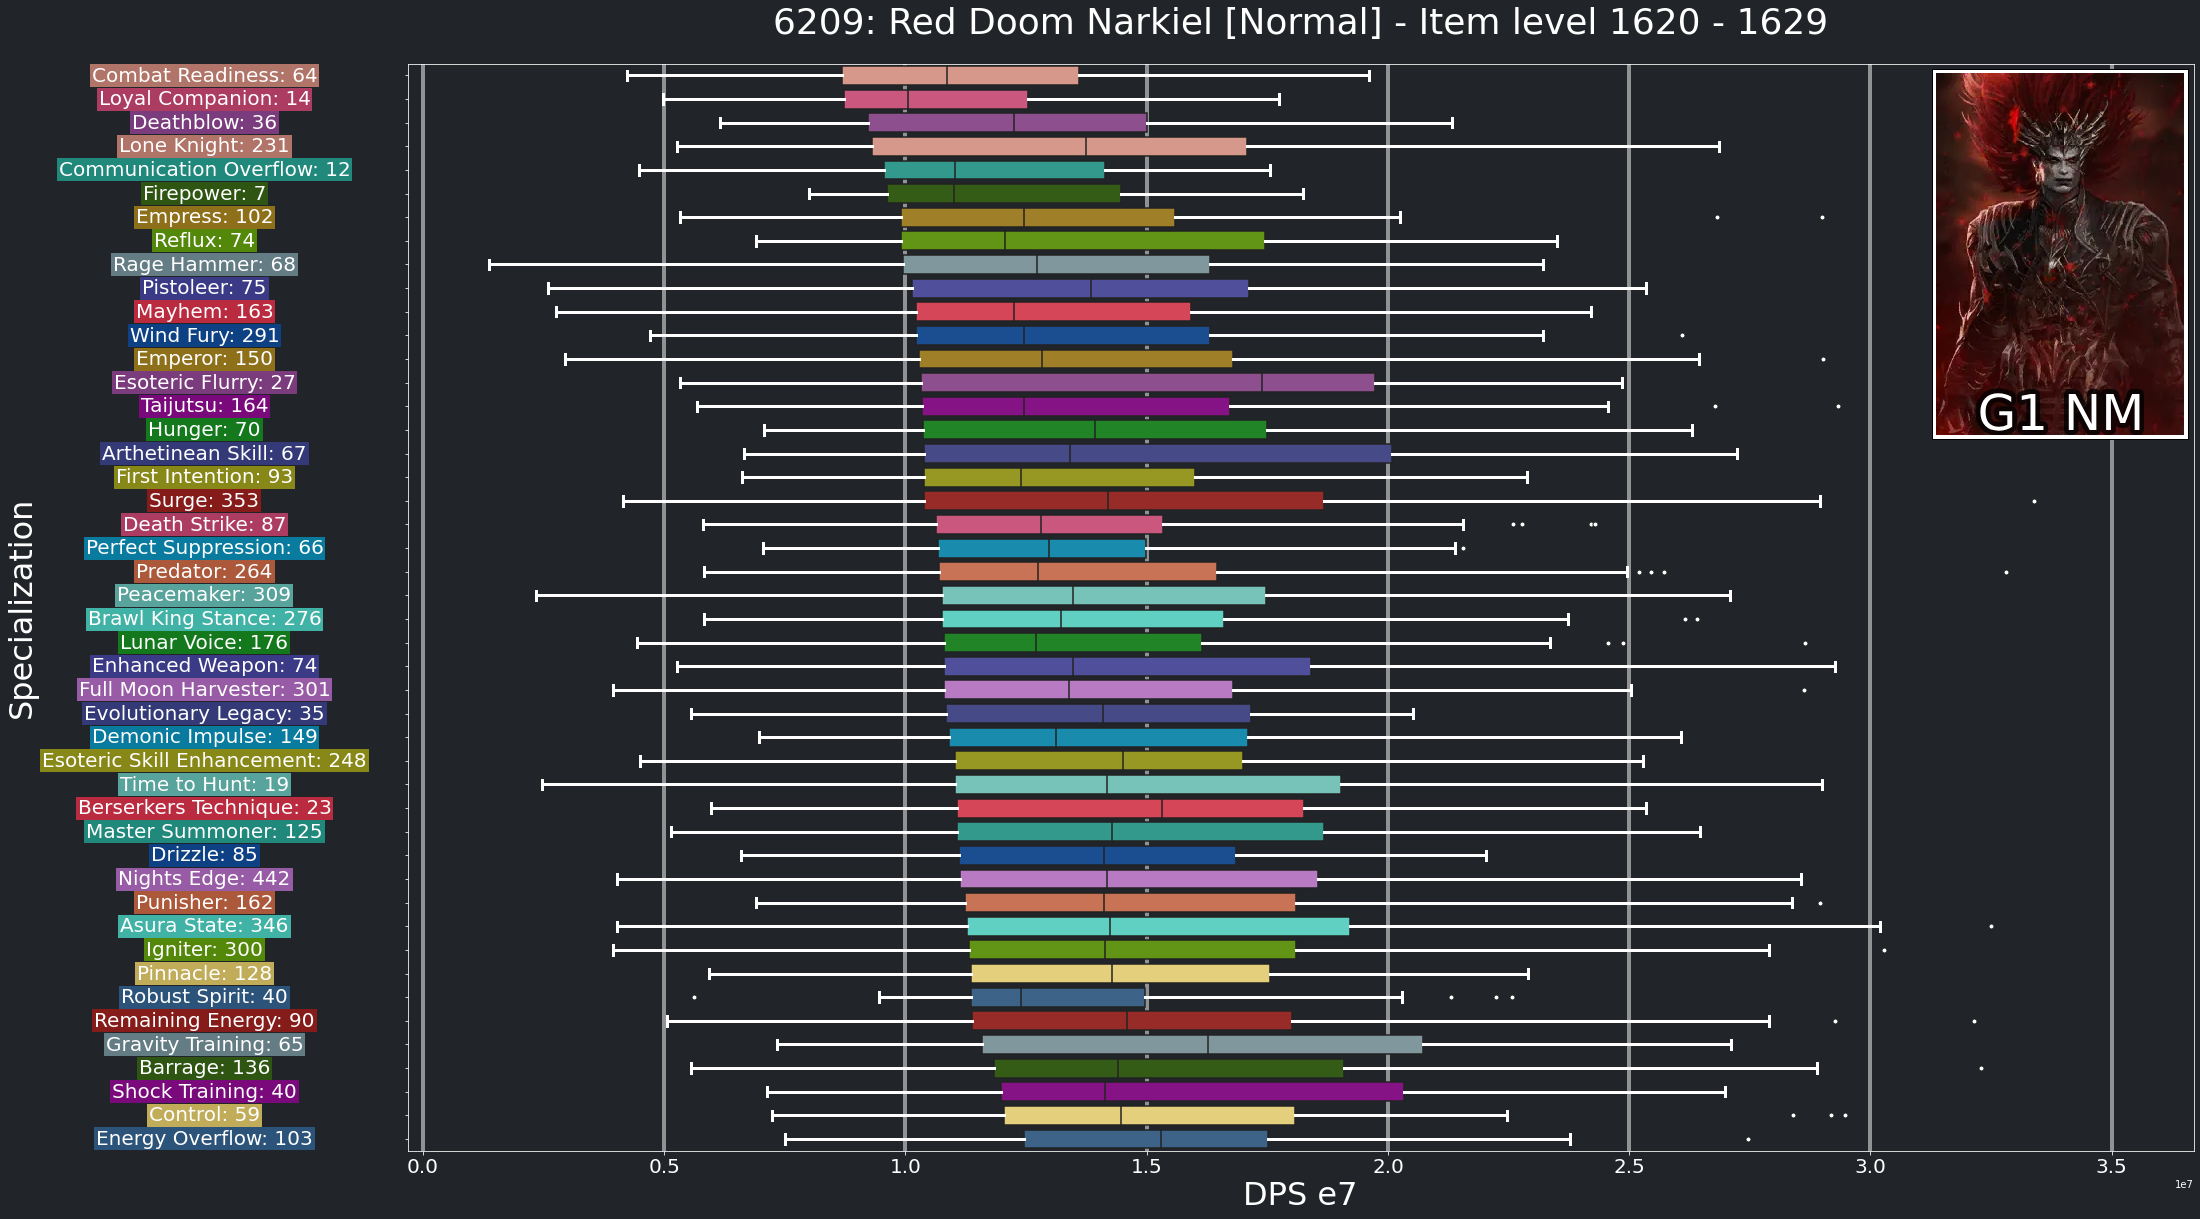 6209: Red Doom Narkiel [Normal] - Item level 1620 - 1629
Combat Readiness: 64
Loyal Companion: 14
Deathblow: 36
Lone Knight: 231
Communication Overflow: 12
Firepower: 7
Empress: 102
Reflux: 74
Rage Hammer: 68
Pistoleer: 75
Mayhem: 163
Wind Fury: 291
Emperor: 150
Esoteric Flurry: 27
Taijutsu: 164
Hunger: 70
Arthetinean Skill: 67
First Intention: 93
Surge: 353
Death Strike: 87
Perfect Suppression: 66
Predator: 264
Peacemaker: 309
Brawl King Stance: 276
Lunar Voice: 176
Enhanced Weapon: 74
Full Moon Harvester: 301
Evolutionary Legacy: 35
Demonic Impulse: 149
Esoteric Skill Enhancement: 248
Time to Hunt: 19
Berserkers Technique: 23
Master Summoner: 125
Drizzle: 85
Nights Edge: 442
Punisher: 162
Asura State: 346
Igniter: 300
Pinnacle: 128
Robust Spirit: 40
Remaining Energy: 90
Gravity Training: 65
Barrage: 136
Shock Training: 40
Control: 59
Energy Overflow: 103
Specialization
G1 NM
0.0 0.5 1.0 1.5 2.0 2.5 3.0 3.5
1e7
DPS e7